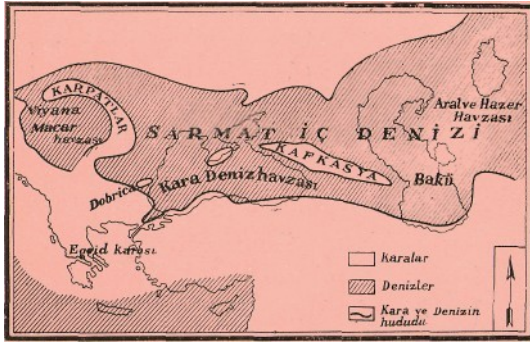 KARPATLAR
Viyana
Macar
havzası
Aral ve Hazer
Havzası
SARMAT İÇ DENİZİ
KAFKASYA
Dobrica
Kara Deniz havzası
Bakü
Egeid Karası
Karalar
Denizler
Kara ve Denizin
hududu